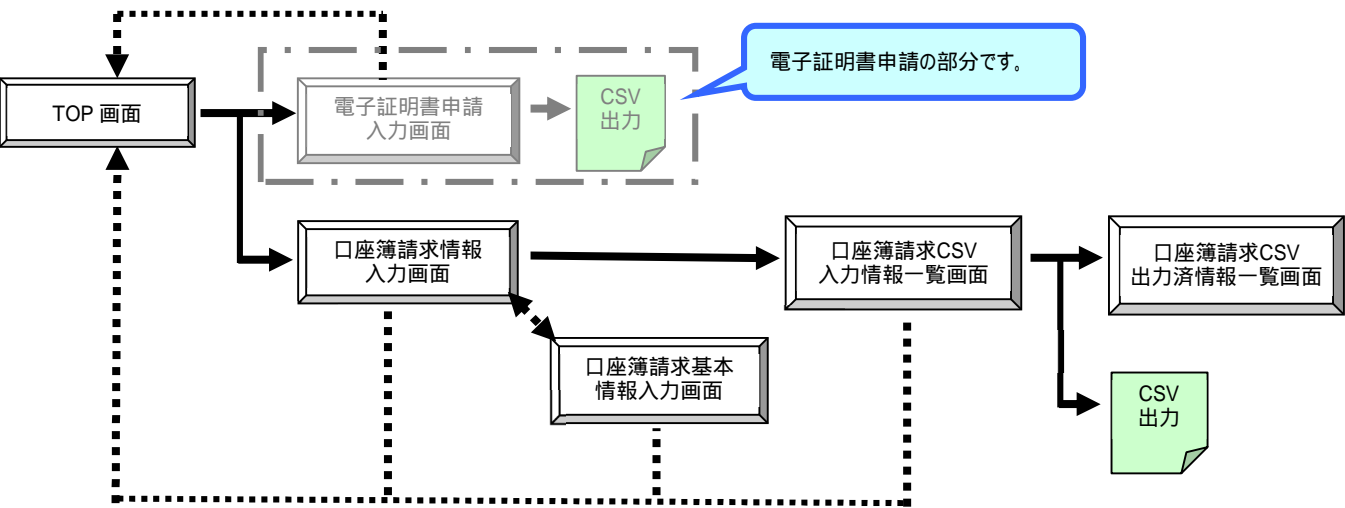 電子証明書申請の部分です。
TOP 画面
電子証明書申請
入力画面
CSV
出力
口座簿請求情報
入力画面
口座簿請求CSV
入力情報一覧画面
口座簿請求CSV
出力済情報一覧画面
口座簿請求基本
情報入力画面
CSV
出力